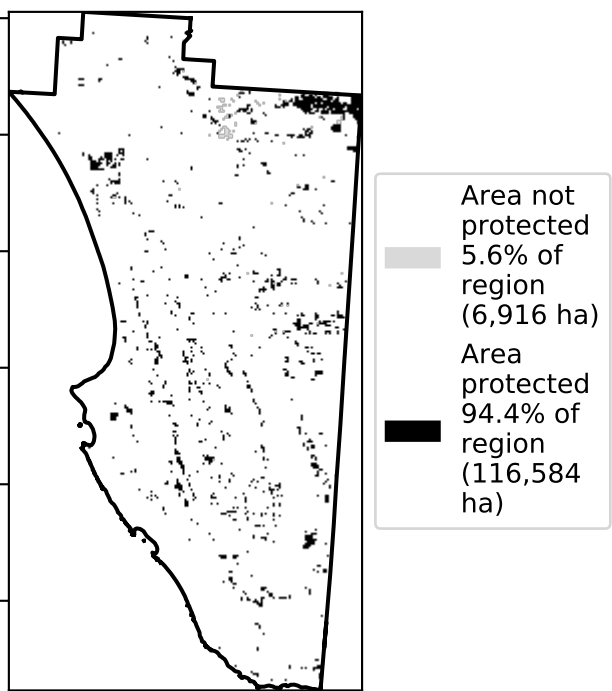 Area not
protected
5.6% of
region
(6,916 ha)
Area
protected
94.4% of
region
(116,584
ha)